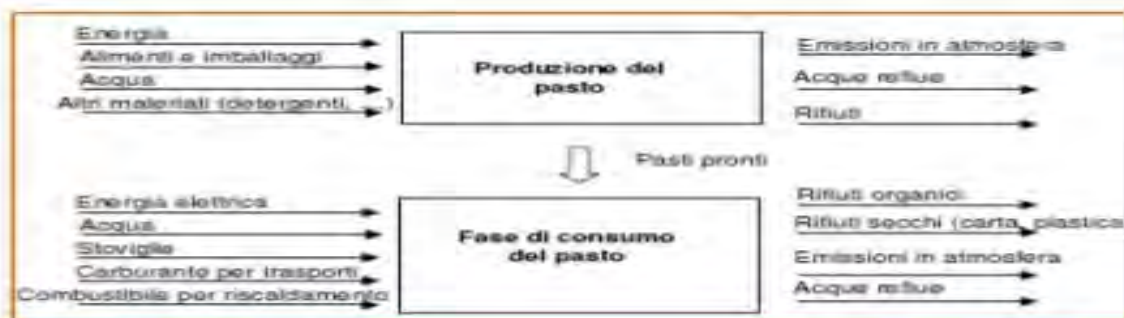 Energia
Alimenti e imballaggi
Acqua
Altri materiali (detergenti, ...)
Produzione del
pasto
Emissioni in atmosfera
Acque reflue
Rifiuti
Pasti pronti
Energia elettrica
Acqua
Stoviglie
Carburante per trasporti
Combustibile per riscaldamento
Fase di consumo
del pasto
Rifiuti organici
Rifiuti secchi (carta, plastica
Emissioni in atmosfera
Acque reflue